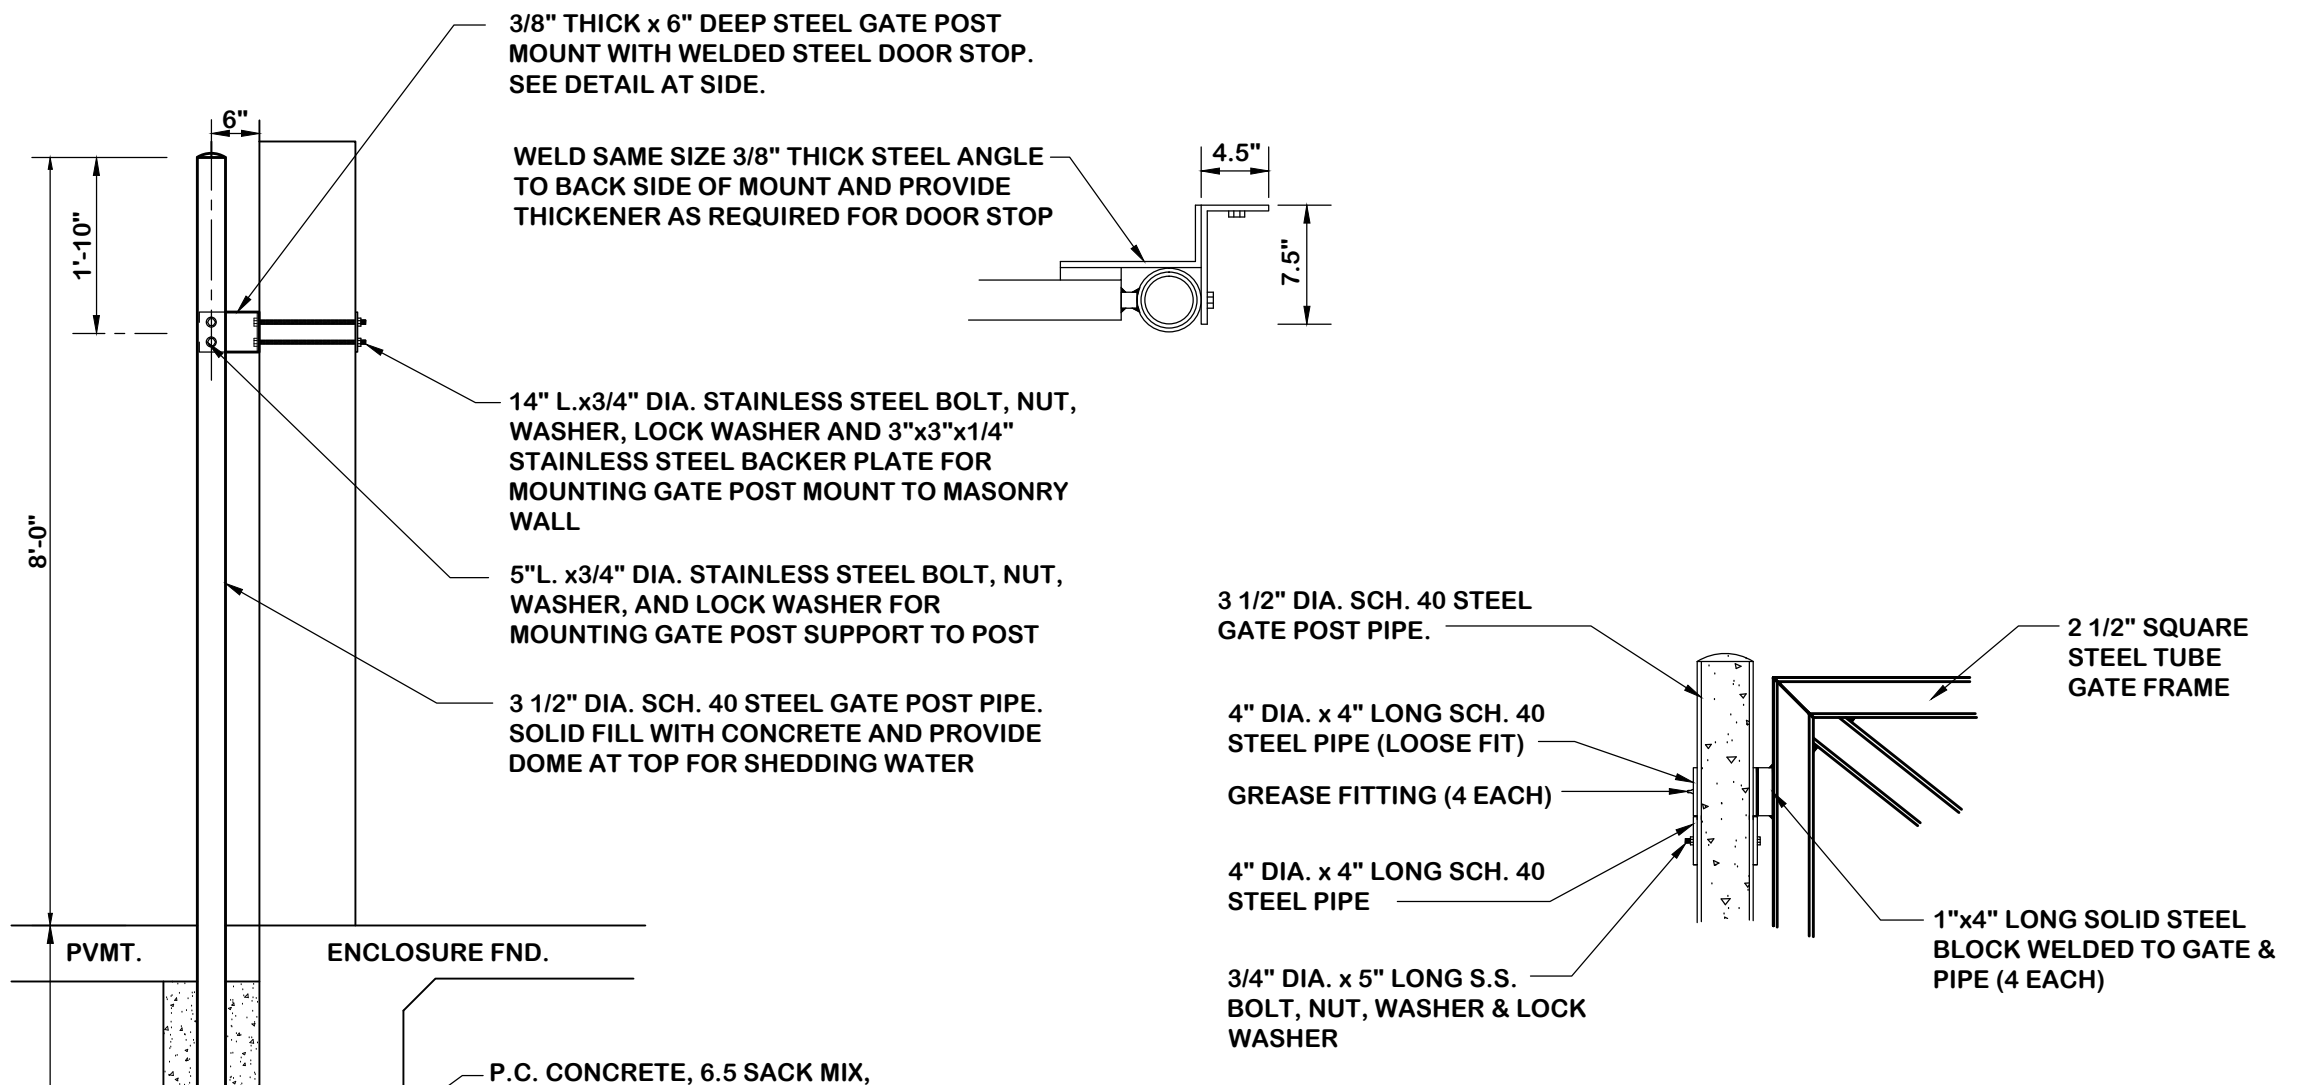 3/8" THICK x 6" DEEP STEEL GATE POST
MOUNT WITH WELDED STEEL DOOR STOP.
SEE DETAIL AT SIDE.
6"
WELD SAME SIZE 3/8" THICK STEEL ANGLE
TO BACK SIDE OF MOUNT AND PROVIDE
THICKENER AS REQUIRED FOR DOOR STOP
4.5"
7.5"
1'-10"
8'-0"
14" L.x3/4" DIA. STAINLESS STEEL BOLT, NUT,
WASHER, LOCK WASHER AND 3"x3"x1/4"
STAINLESS STEEL BACKER PLATE FOR
MOUNTING GATE POST MOUNT TO MASONRY
WALL
5"L. x3/4" DIA. STAINLESS STEEL BOLT, NUT,
WASHER, AND LOCK WASHER FOR
MOUNTING GATE POST SUPPORT TO POST
3 1/2" DIA. SCH. 40 STEEL GATE POST PIPE.
SOLID FILL WITH CONCRETE AND PROVIDE
DOME AT TOP FOR SHEDDING WATER
PVMT.
ENCLOSURE FND.
P.C. CONCRETE, 6.5 SACK MIX,
3 1/2" DIA. SCH. 40 STEEL
GATE POST PIPE.
4" DIA. x 4" LONG SCH. 40
STEEL PIPE (LOOSE FIT)
GREASE FITTING (4 EACH)
4" DIA. x 4" LONG SCH. 40
STEEL PIPE
3/4" DIA. x 5" LONG S.S.
BOLT, NUT, WASHER & LOCK
WASHER
2 1/2" SQUARE
STEEL TUBE
GATE FRAME
1"x4" LONG SOLID STEEL
BLOCK WELDED TO GATE &
PIPE (4 EACH)